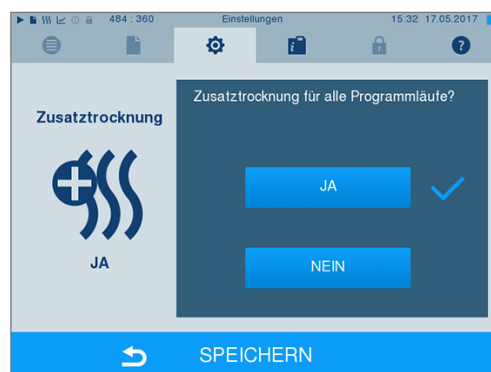 484 : 360 Einstellungen 15:32 17.05.2017
Zusatztrocknung für alle Programmläufe?
Zusatztrocknung
JA
JA
NEIN
SPEICHERN